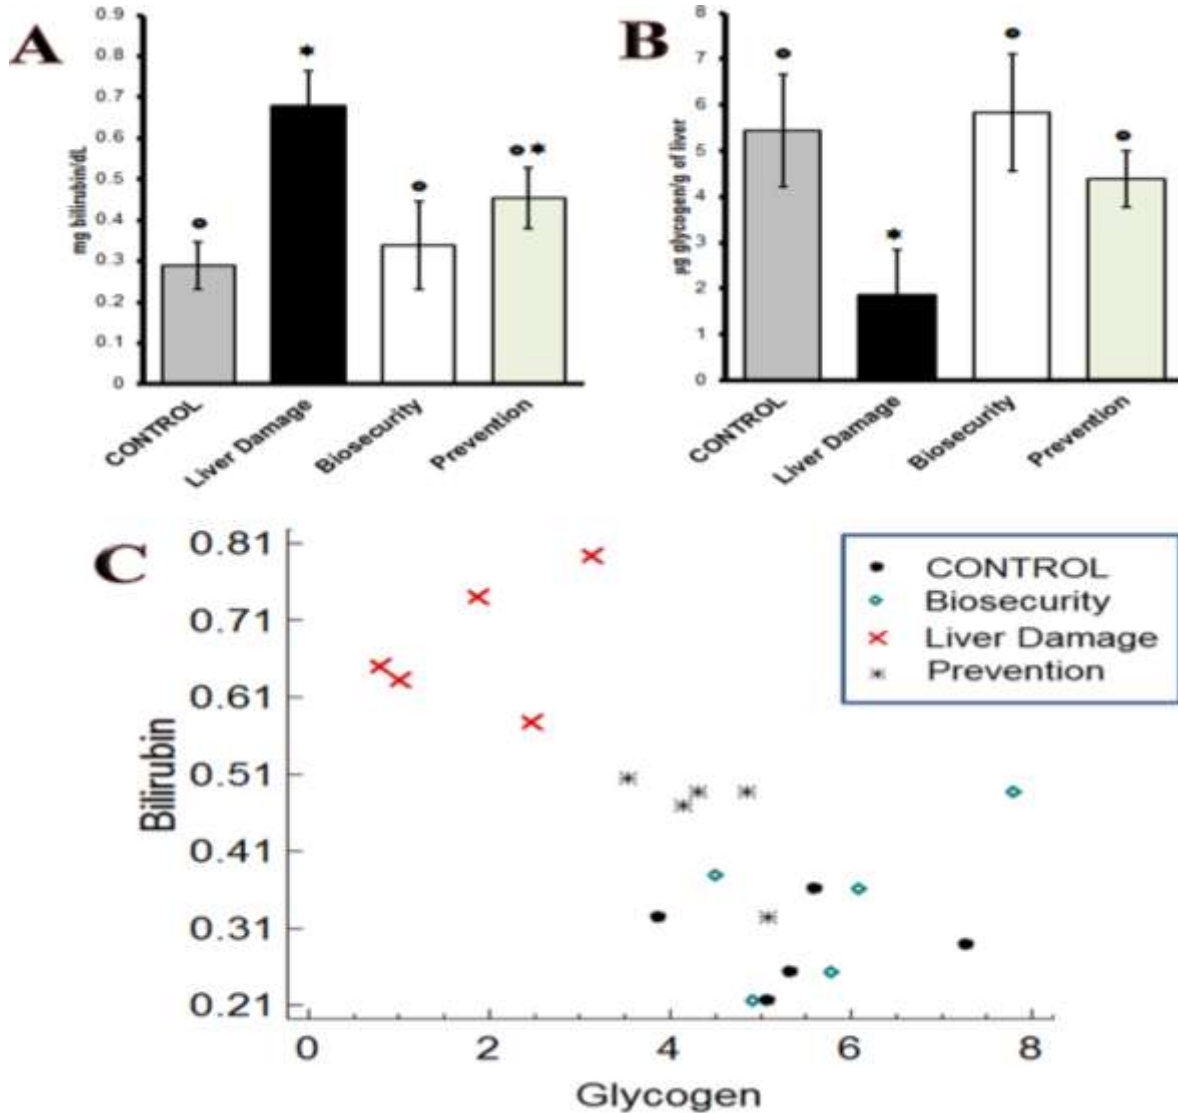 A
mg bilirubin/dL
0.9
0.8
0.7
0.6
0.5
0.4
0.3
0.2
0.1
0
CONTROL
Liver Damage
Biosecurity
Prevention
B
µg glycogen/g of liver
8
7
6
5
4
3
2
1
0
CONTROL
Liver Damage
Biosecurity
Prevention
C
Bilirubin
0.81
0.71
0.61
0.51
0.41
0.31
0.21
0 2 4 6 8
Glycogen
CONTROL
Biosecurity
Liver Damage
Prevention